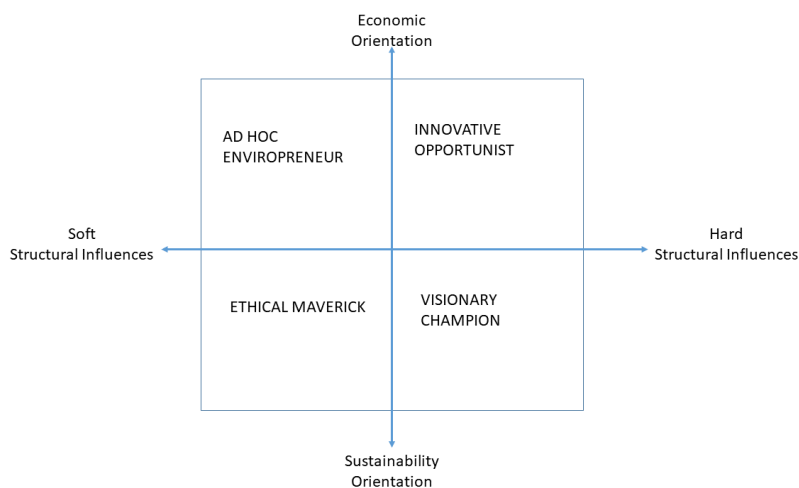 Economic
Orientation
AD HOC
ENVIROPRENEUR
INNOVATIVE
OPPORTUNIST
Soft
Structural Influences
Hard
Structural Influences
ETHICAL MAVERICK
VISIONARY
CHAMPION
Sustainability
Orientation